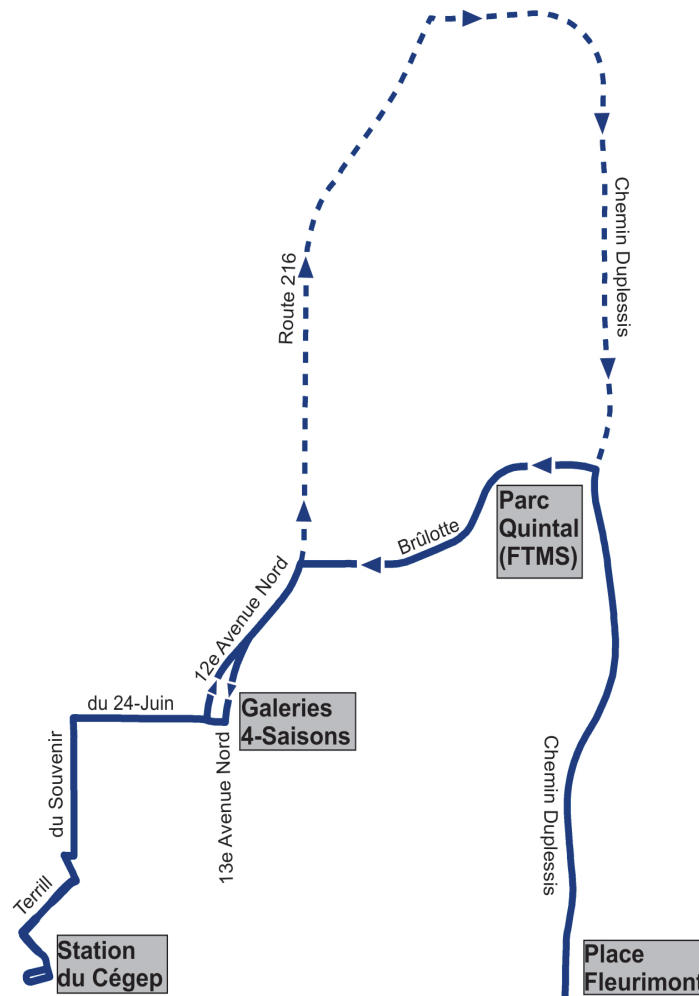 Chemin Duplessis
Route 216
Parc
Quintal
(FTMS)
Brûlotte
12e Avenue Nord
du 24-Juin
Galeries
4-Saisons
du Souvenir
13e Avenue Nord
Chemin Duplessis
Terrill
Station
du Cégep
Place
Fleurimont